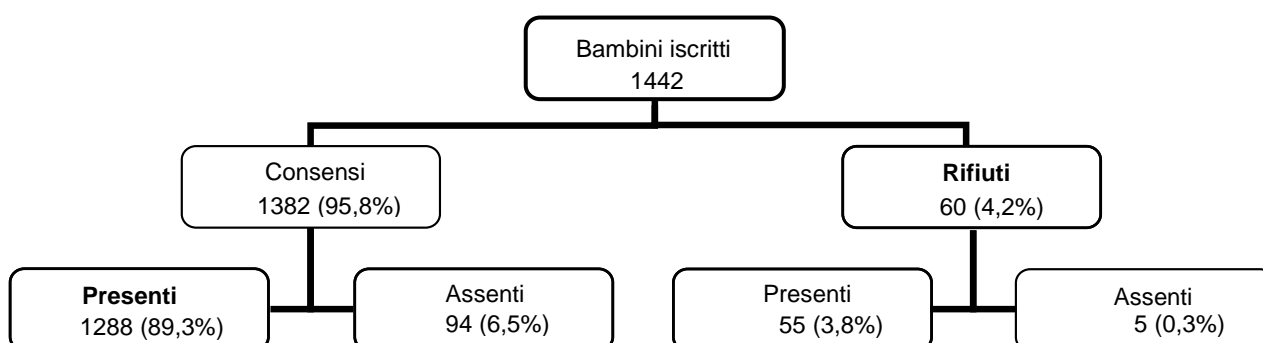 Bambini iscritti
1442
Consensi
1382 (95,8%)
Rifiuti
60 (4,2%)
Presenti
1288 (89,3%)
Assenti
94 (6,5%)
Presenti
55 (3,8%)
Assenti
5 (0,3%)